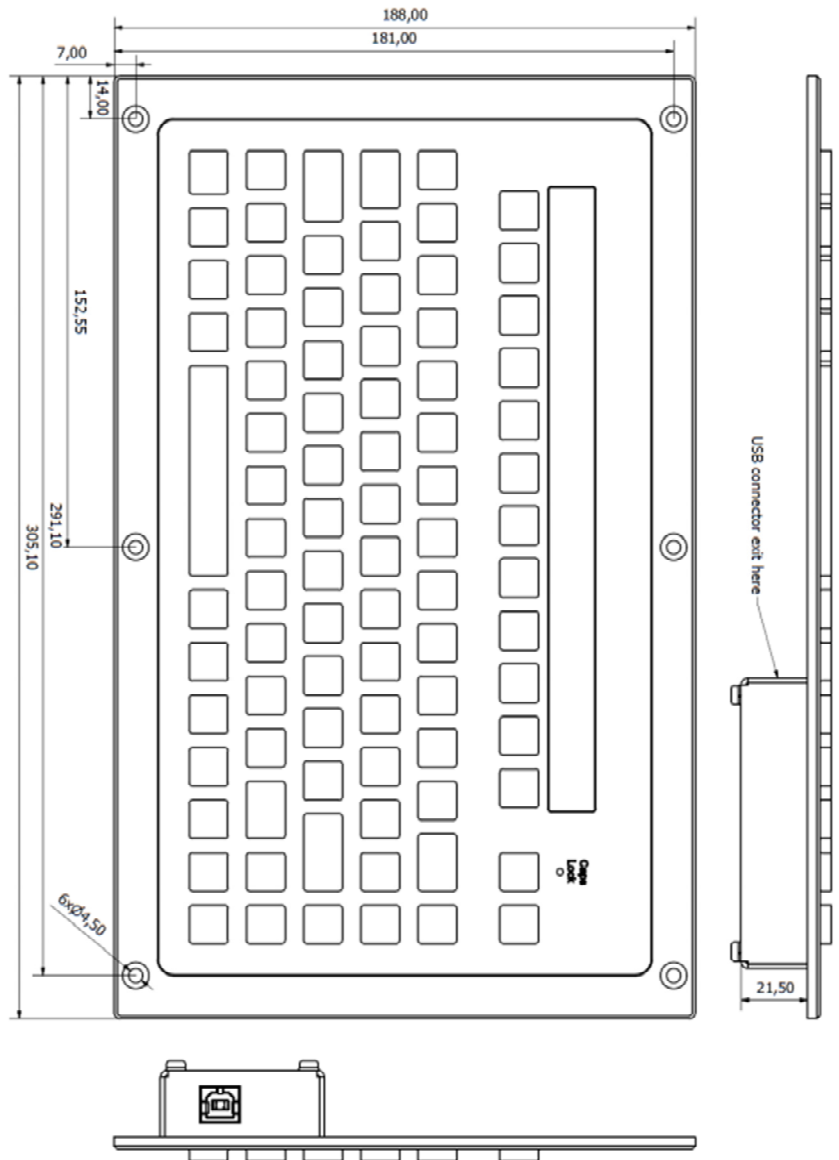 188,00
181,00
7,00
14,00
152,55
291,10
305,10
USB connector exit here
Caps
Lock
6xØ4,50
21,50